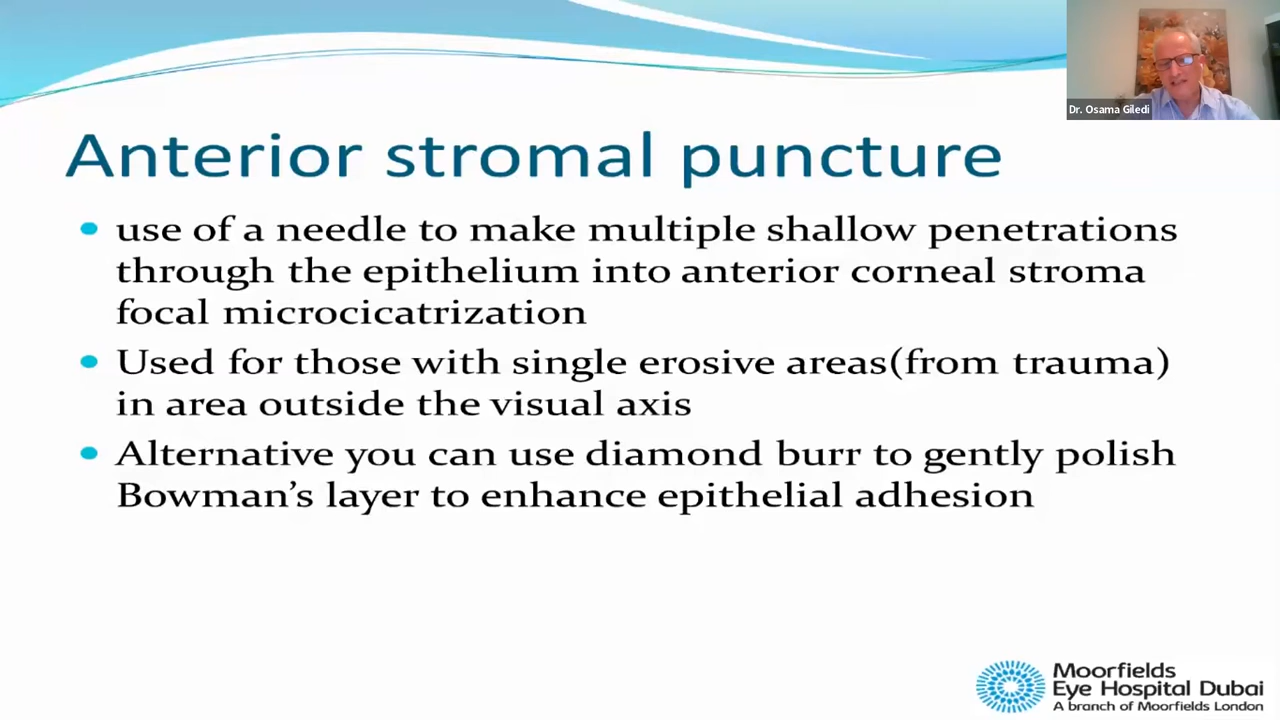 Dr. Osama Giledi
Anterior stromal puncture
use of a needle to make multiple shallow penetrations
through the epithelium into anterior corneal stroma
focal microcicatrization
Used for those with single erosive areas(from trauma)
in area outside the visual axis
Alternative you can use diamond burr to gently polish
Bowman’s layer to enhance epithelial adhesion
Moorfields
Eye Hospital Dubai
A branch of Moorfields London